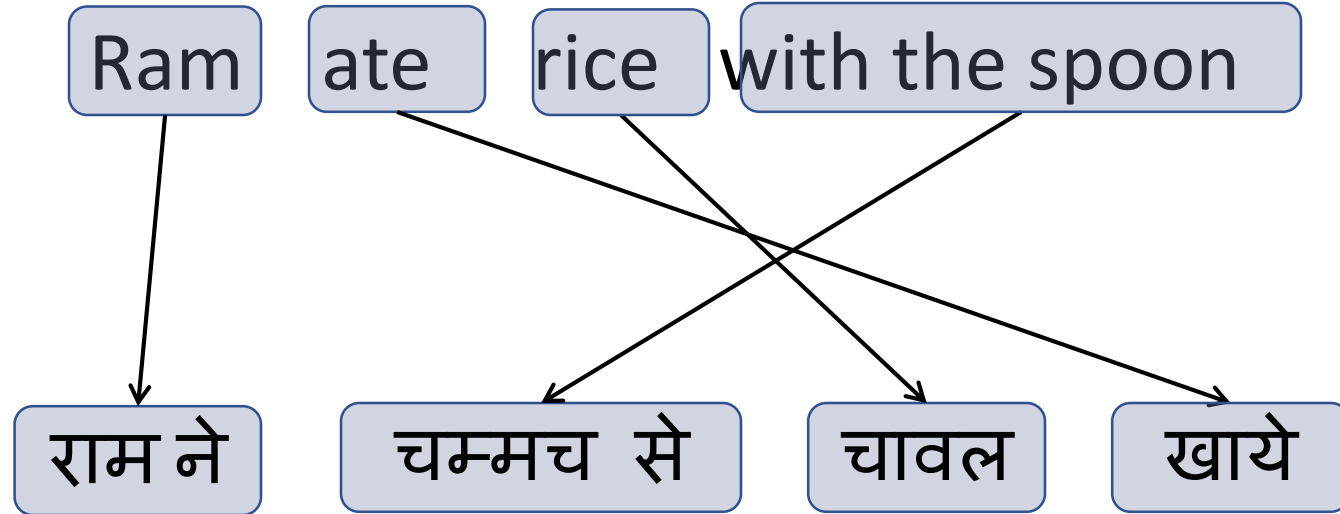 Ram ate rice with the spoon
राम ने चम्मच से चावल खाये